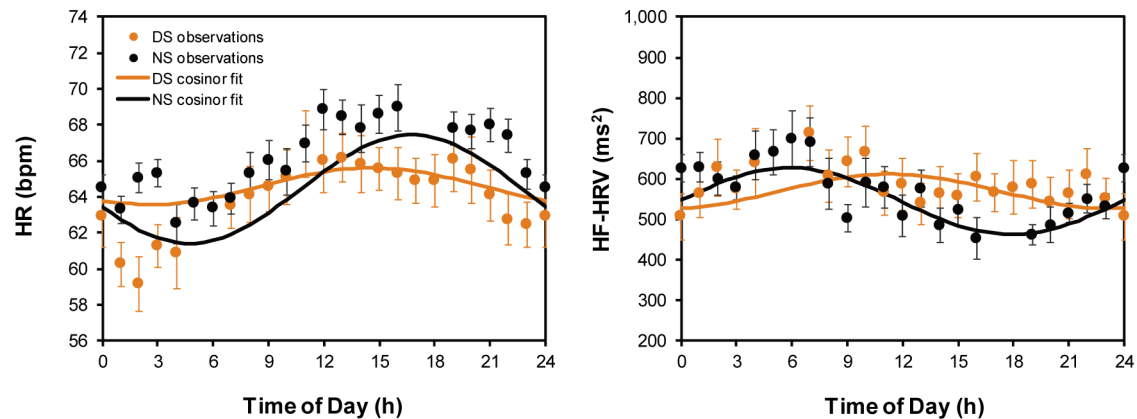 HR (bpm)
74
72
70
68
66
64
62
60
58
56
DS observations
NS observations
DS cosinor fit
NS cosinor fit
0 3 6 9 12 15 18 21 24
Time of Day (h)
HF-HRV (ms²)
1,000
900
800
700
600
500
400
300
200
0 3 6 9 12 15 18 21 24
Time of Day (h)